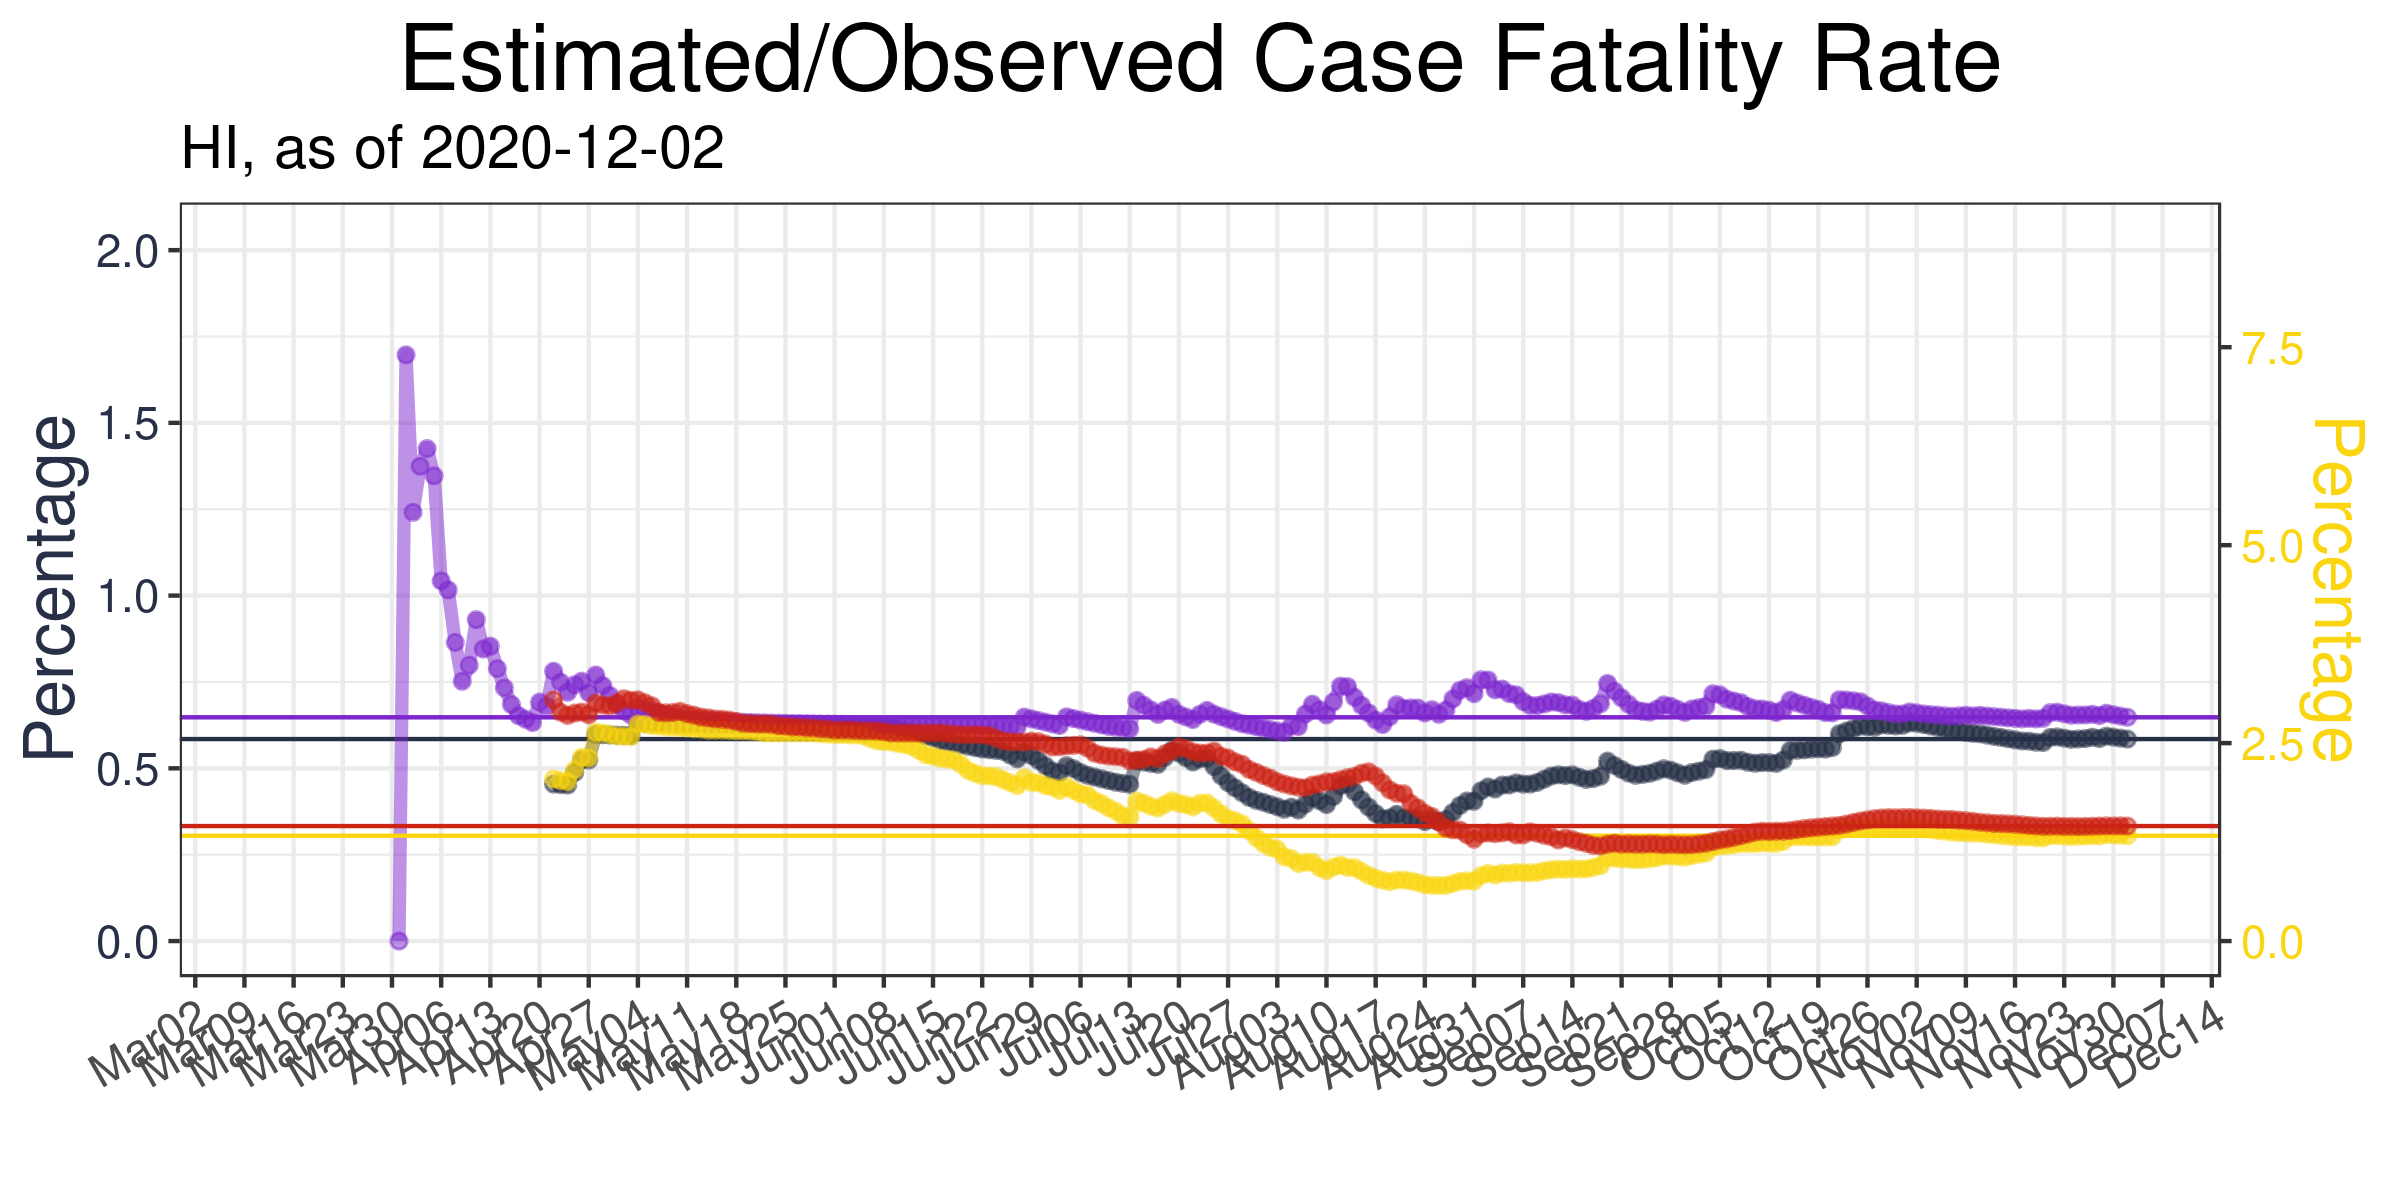 Estimated/Observed Case Fatality Rate
HI, as of 2020-12-02
Percentage
2.0
1.5
1.0
0.5
0.0
7.5
5.0
2.5
0.0
Percentage
Mar02
Mar09
Mar16
Mar23
Mar30
Apr06
Apr13
Apr20
Apr27
May04
May11
May18
May25
Jun01
Jun08
Jun15
Jun22
Jun29
Jul06
Jul13
Jul20
Jul27
Aug03
Aug10
Aug17
Aug24
Aug31
Sep07
Sep14
Sep21
Sep28
Oct05
Oct12
Oct19
Oct26
Nov02
Nov09
Nov16
Nov23
Nov30
Dec07
Dec14